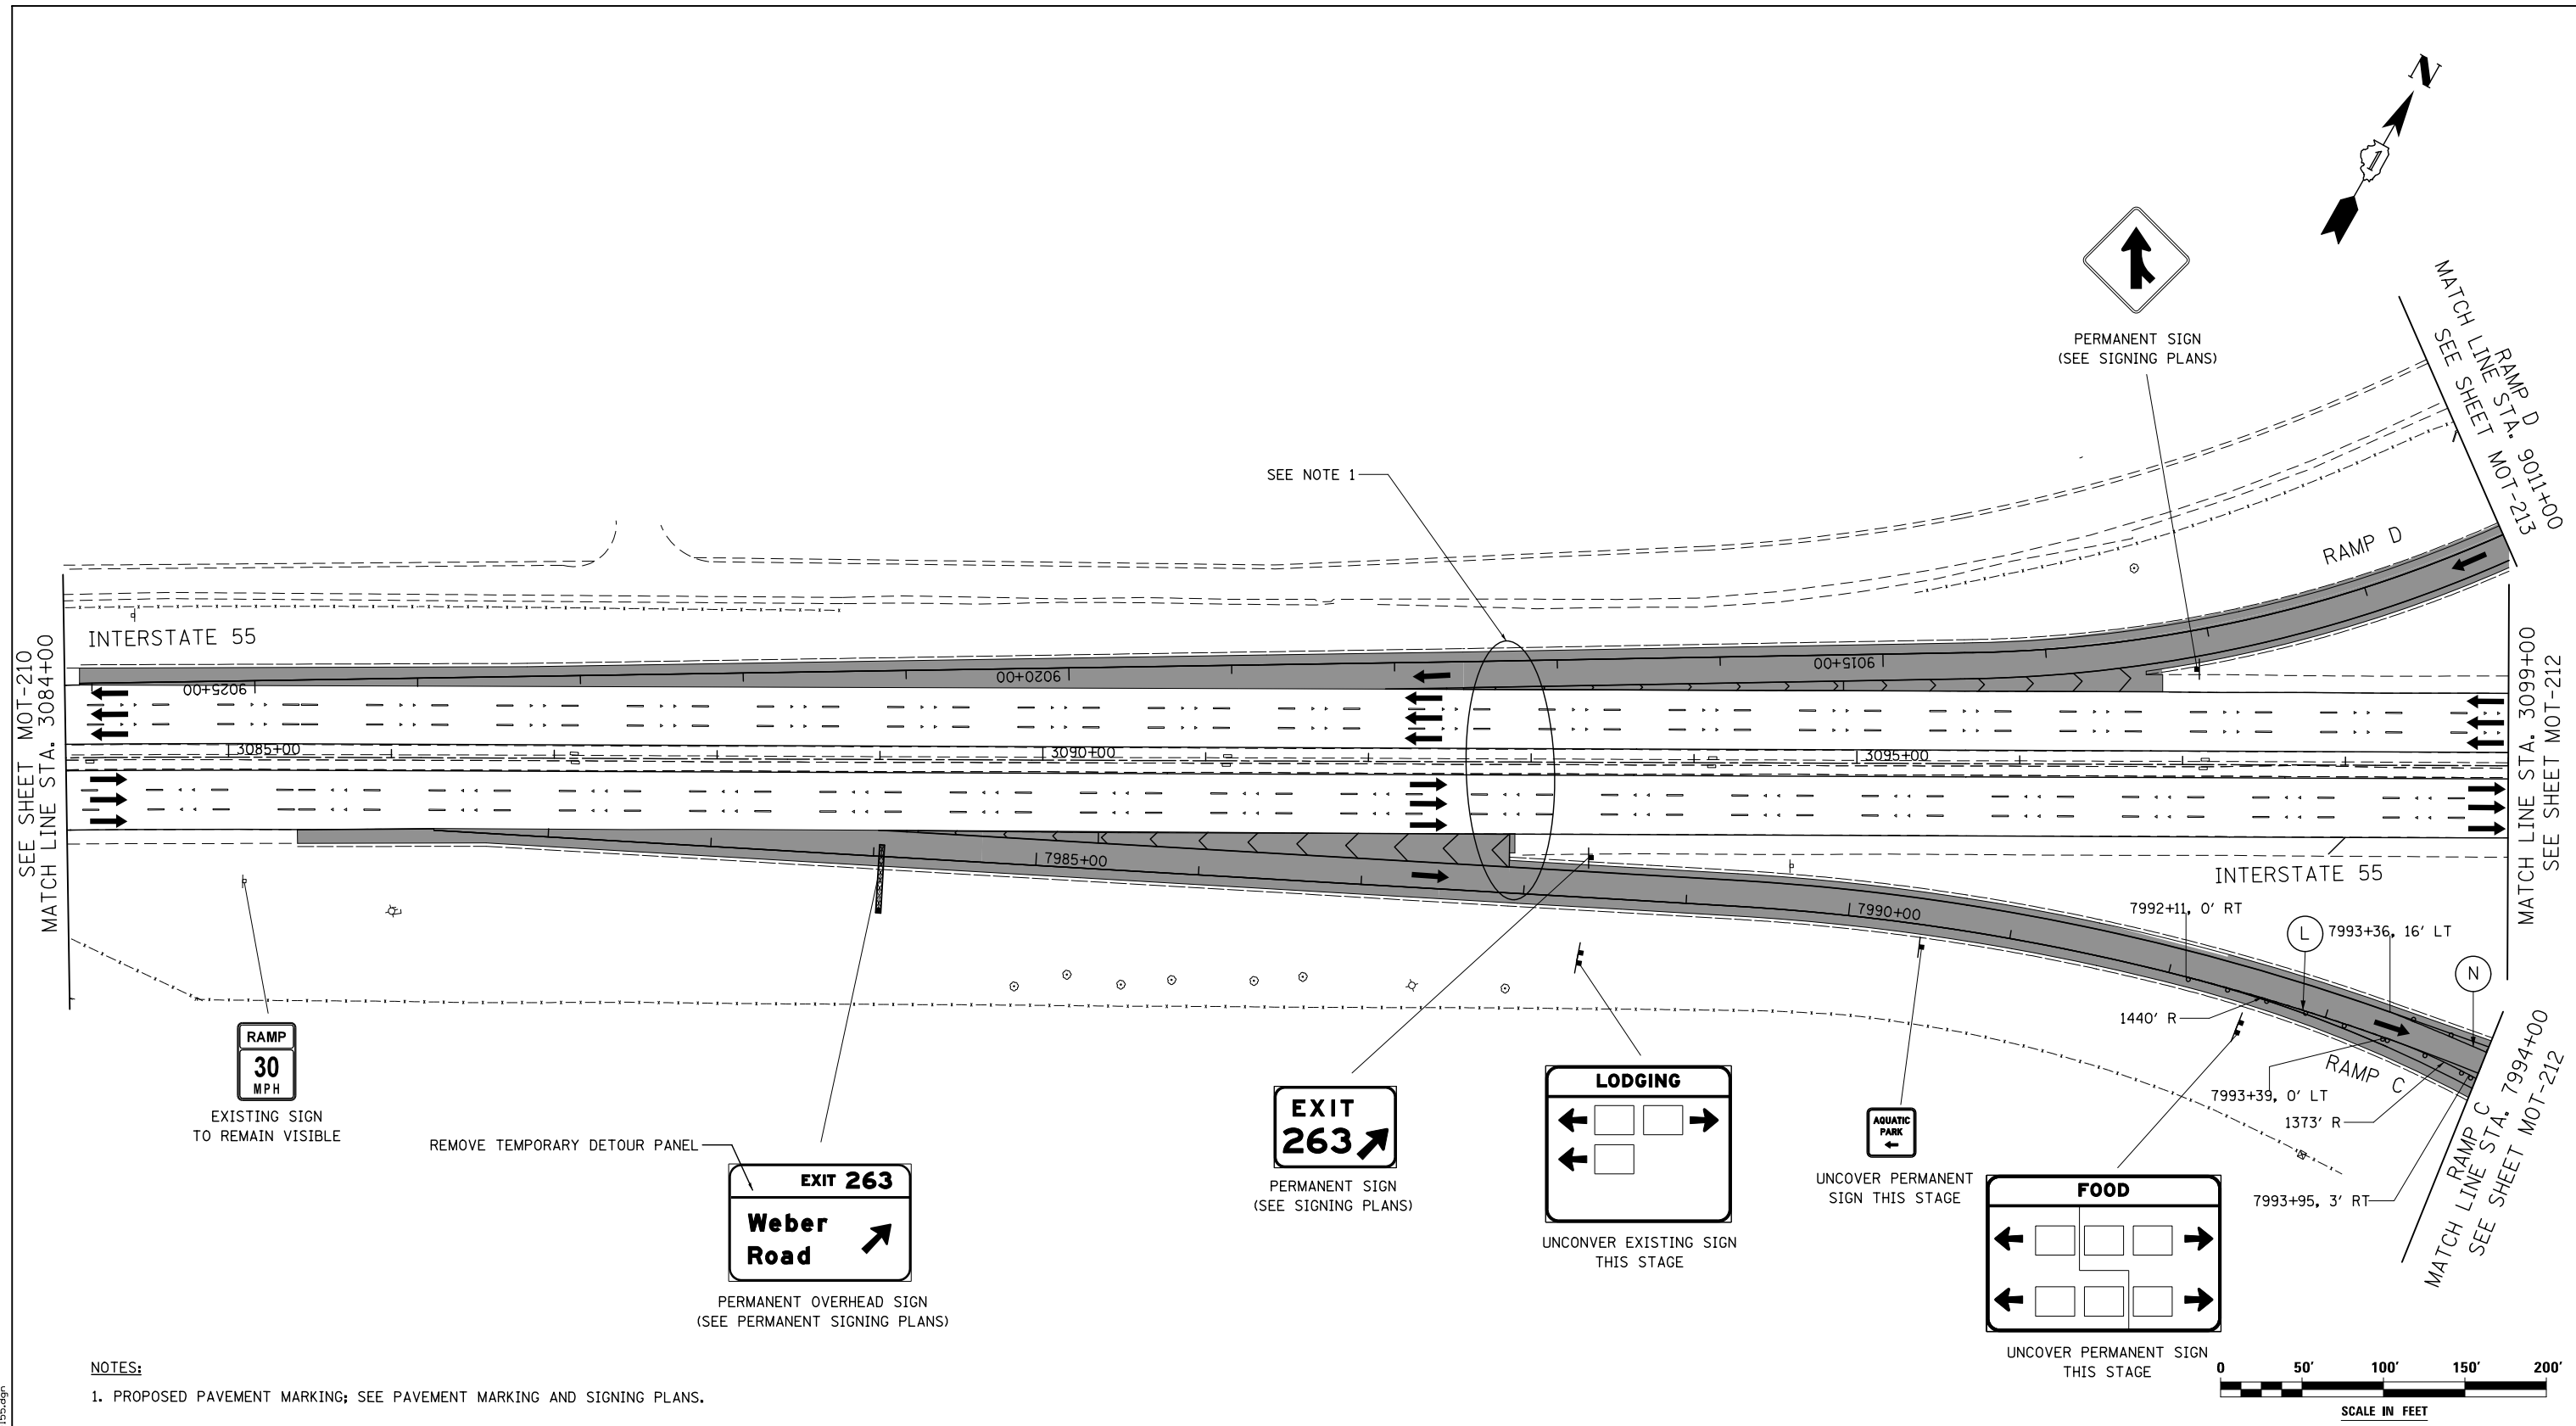 N
1
PERMANENT SIGN
(SEE SIGNING PLANS)
RAMP D
MATCH LINE STA. 9011+00
SEE SHEET MOT-213
SEE NOTE 1
RAMP D
INTERSTATE 55
SEE SHEET MOT-210
MATCH LINE STA. 3084+00
9025+00
9020+00
9015+00
3085+00
3090+00
3095+00
MATCH LINE STA. 3099+00
SEE SHEET MOT-212
7985+00
7990+00
INTERSTATE 55
7992+11, 0' RT
L
7993+36, 16' LT
N
1440' R
RAMP C
7993+39, 0' LT
1373' R
7993+95, 3' RT
RAMP C
MATCH LINE STA. 7994+00
SEE SHEET MOT-212
RAMP
30
MPH
EXISTING SIGN
TO REMAIN VISIBLE
REMOVE TEMPORARY DETOUR PANEL
EXIT 263
Weber
Road
PERMANENT OVERHEAD SIGN
(SEE PERMANENT SIGNING PLANS)
EXIT
263
PERMANENT SIGN
(SEE SIGNING PLANS)
LODGING
UNCONVER EXISTING SIGN
THIS STAGE
AQUATIC
PARK
UNCOVER PERMANENT
SIGN THIS STAGE
FOOD
UNCOVER PERMANENT SIGN
THIS STAGE
NOTES:
1. PROPOSED PAVEMENT MARKING; SEE PAVEMENT MARKING AND SIGNING PLANS.
0 50' 100' 150' 200'
SCALE IN FEET